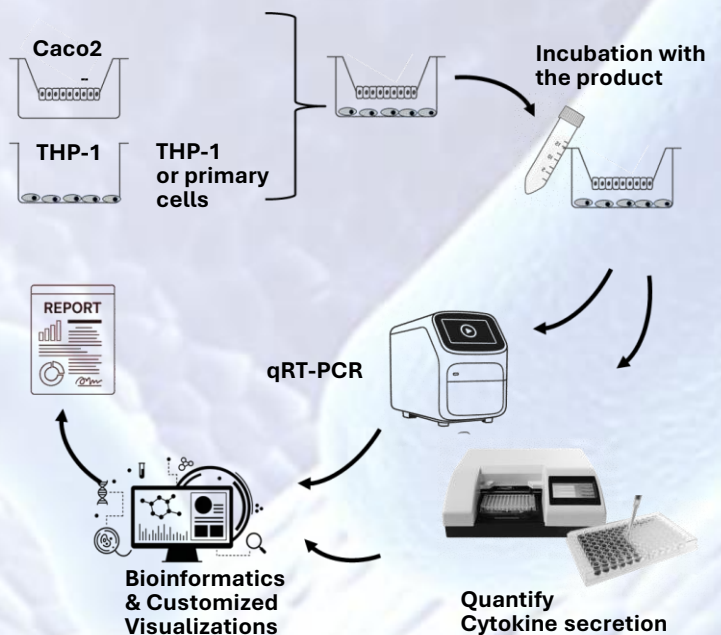 Caco2
THP-1
THP-1
or primary
cells
Incubation with
the product
REPORT
qRT-PCR
Bioinformatics
& Customized
Visualizations
Quantify
Cytokine secretion